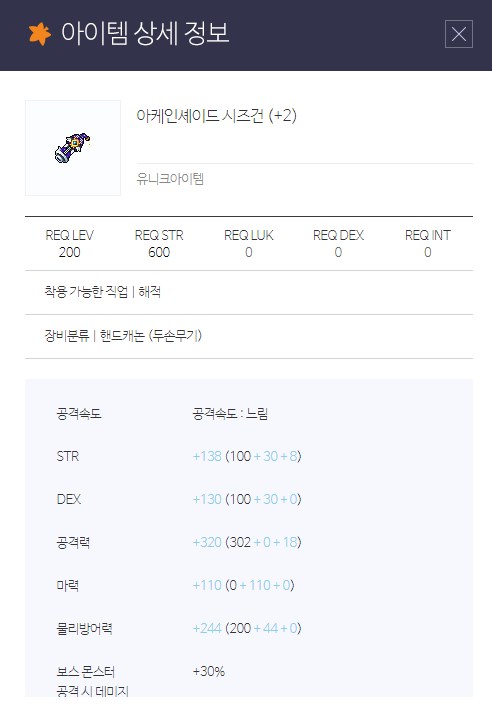 아이템 상세 정보
아케인셰이드 시즈건 (+2)
유니크아이템
REQ LEV REQ STR REQ LUK REQ DEX REQ INT
200 600 0 0 0
착용 가능한 직업 | 해적
장비분류 | 핸드캐논 (두손무기)
공격속도 공격속도 : 느림
STR +138 (100 + 30 + 8)
DEX +130 (100 + 30 + 0)
공격력 +320 (302 + 0 + 18)
마력 +110 (0 + 110 + 0)
물리방어력 +244 (200 + 44 + 0)
보스 몬스터 +30%
공격 시 데미지